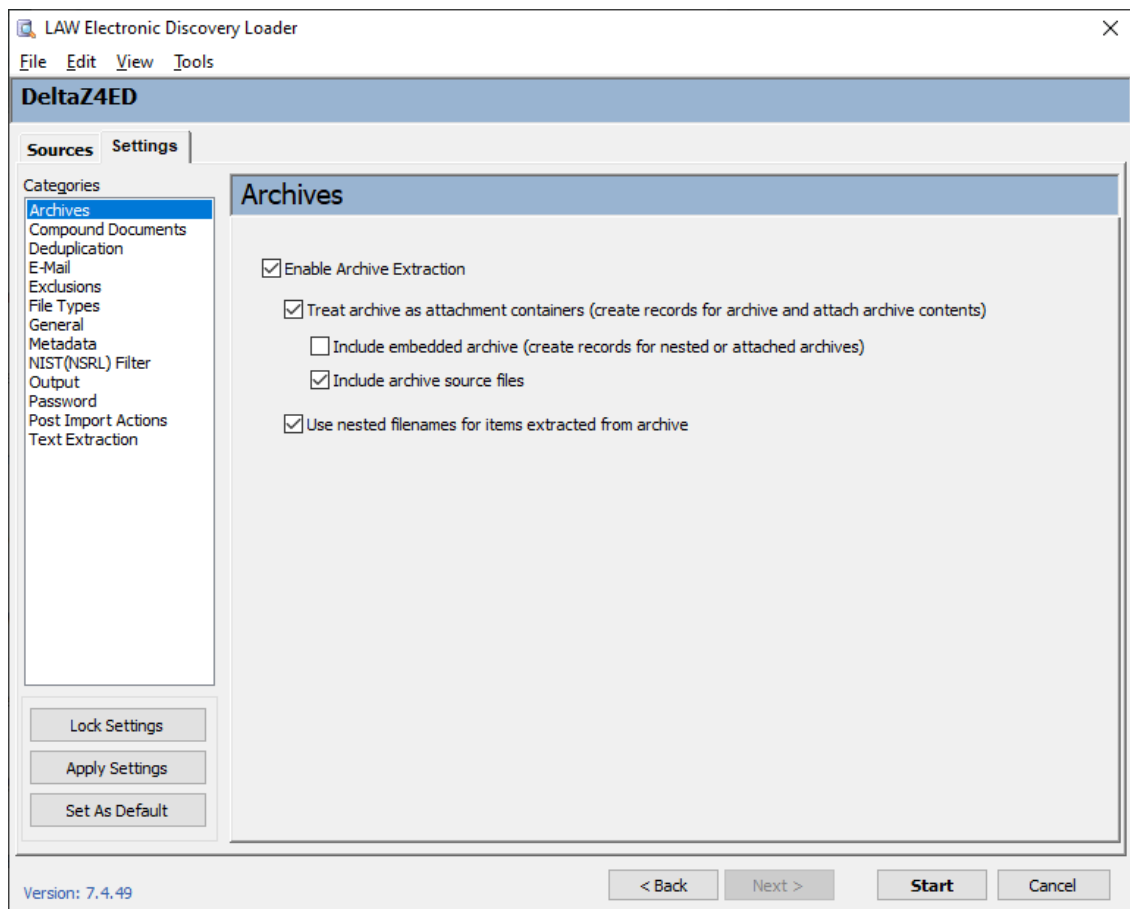 LAW Electronic Discovery Loader
File Edit View Tools
DeltaZ4ED
Sources Settings
Categories
Archives
Compound Documents
Deduplication
E-Mail
Exclusions
File Types
General
Metadata
NIST(NSRL) Filter
Output
Password
Post Import Actions
Text Extraction
Lock Settings
Apply Settings
Set As Default
Archives
Enable Archive Extraction
Treat archive as attachment containers (create records for archive and attach archive contents)
Include embedded archive (create records for nested or attached archives)
Include archive source files
Use nested filenames for items extracted from archive
Version: 7.4.49
< Back Next > Start Cancel